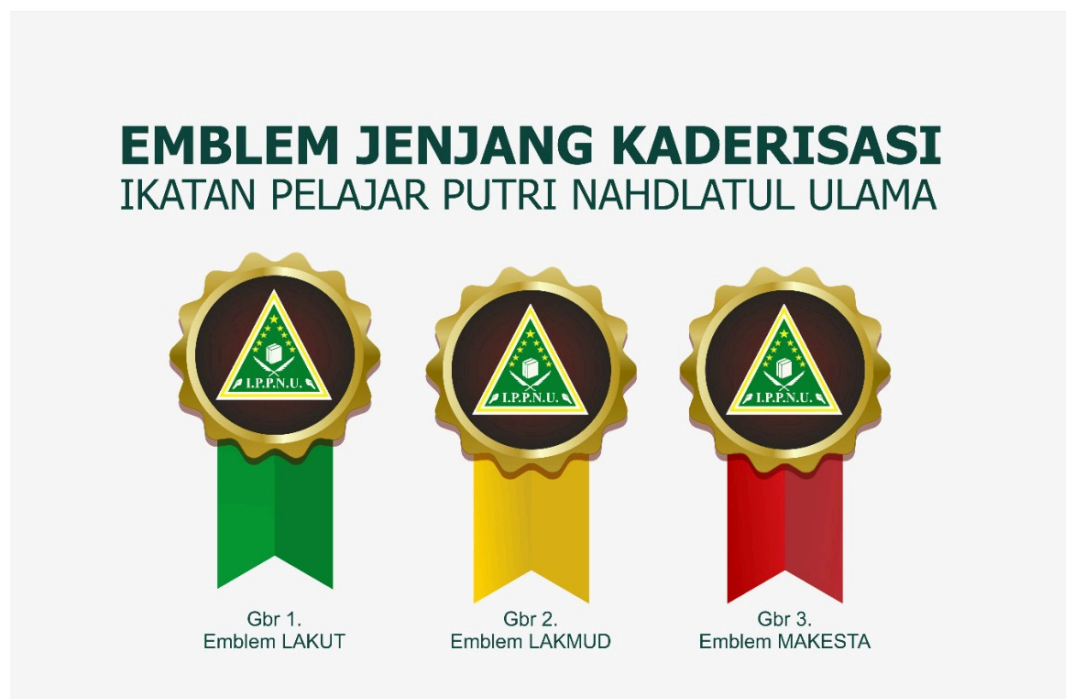 EMBLEM JENJANG KADERISASI
IKATAN PELAJAR PUTRI NAHDLATUL ULAMA
I.P.P.N.U.
I.P.P.N.U.
I.P.P.N.U.
Gbr 1.
Emblem LAKUT
Gbr 2.
Emblem LAKMUD
Gbr 3.
Emblem MAKESTA